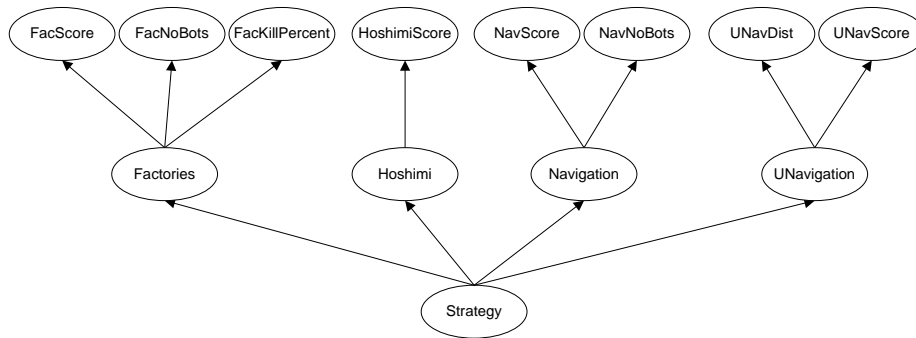 FacScore
FacNoBots
FacKillPercent
HoshimiScore
NavScore
NavNoBots
UNavDist
UNavScore
Factories
Hoshimi
Navigation
UNavigation
Strategy